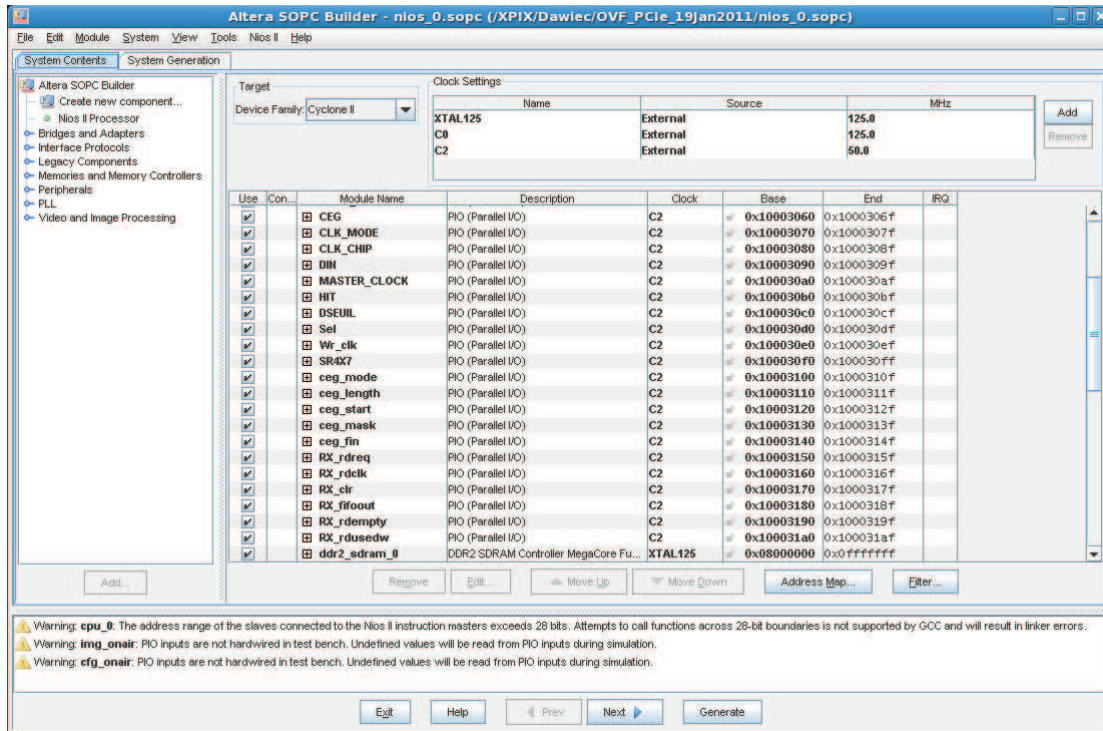 Altera SOPC Builder - nios_0.sopc (/XPIX/Dawiec/OVF_PCIe_19Jan2011/nios_0.sopc)
File Edit Module System View Tools Nios II Help
System Contents System Generation
Altera SOPC Builder
Create new component...
Nios II Processor
Bridges and Adapters
Interface Protocols
Legacy Components
Memories and Memory Controllers
Peripherals
PLL
Video and Image Processing
Add...
Target
Device Family: Cyclone II
Clock Settings
Name Source MHz
XTAL125 External 125.0
C0 External 125.0
C2 External 50.0
Add
Remove
Use Con... Module Name Description Clock Base End IRQ
CEG PIO (Parallel I/O) C2 0x10003060 0x1000306f
CLK_MODE PIO (Parallel I/O) C2 0x10003070 0x1000307f
CLK_CHIP PIO (Parallel I/O) C2 0x10003080 0x1000308f
DIN PIO (Parallel I/O) C2 0x10003090 0x1000309f
MASTER_CLOCK PIO (Parallel I/O) C2 0x100030a0 0x100030af
HIT PIO (Parallel I/O) C2 0x100030b0 0x100030bf
DSEUIL PIO (Parallel I/O) C2 0x100030c0 0x100030cf
Sel PIO (Parallel I/O) C2 0x100030d0 0x100030df
Wr_clk PIO (Parallel I/O) C2 0x100030e0 0x100030ef
SR4X7 PIO (Parallel I/O) C2 0x100030f0 0x100030ff
ceg_mode PIO (Parallel I/O) C2 0x10003100 0x1000310f
ceg_length PIO (Parallel I/O) C2 0x10003110 0x1000311f
ceg_start PIO (Parallel I/O) C2 0x10003120 0x1000312f
ceg_mask PIO (Parallel I/O) C2 0x10003130 0x1000313f
ceg_fin PIO (Parallel I/O) C2 0x10003140 0x1000314f
RX_rdreq PIO (Parallel I/O) C2 0x10003150 0x1000315f
RX_rdclk PIO (Parallel I/O) C2 0x10003160 0x1000316f
RX_clr PIO (Parallel I/O) C2 0x10003170 0x1000317f
RX_fifoout PIO (Parallel I/O) C2 0x10003180 0x1000318f
RX_rdempty PIO (Parallel I/O) C2 0x10003190 0x1000319f
RX_rdusedw PIO (Parallel I/O) C2 0x100031a0 0x100031af
ddr2_sdram_0 DDR2 SDRAM Controller MegaCore Fu... XTAL125 0x08000000 0x0fffffff
Remove Edit... Move Up Move Down Address Map... Filter...
Warning: cpu_0: The address range of the slaves connected to the Nios II instruction masters exceeds 28 bits. Attempts to call functions across 28-bit boundaries is not supported by GCC and will result in linker errors.
Warning: img_onair: PIO inputs are not hardwired in test bench. Undefined values will be read from PIO inputs during simulation.
Warning: cfg_onair: PIO inputs are not hardwired in test bench. Undefined values will be read from PIO inputs during simulation.
Exit Help Prev Next Generate